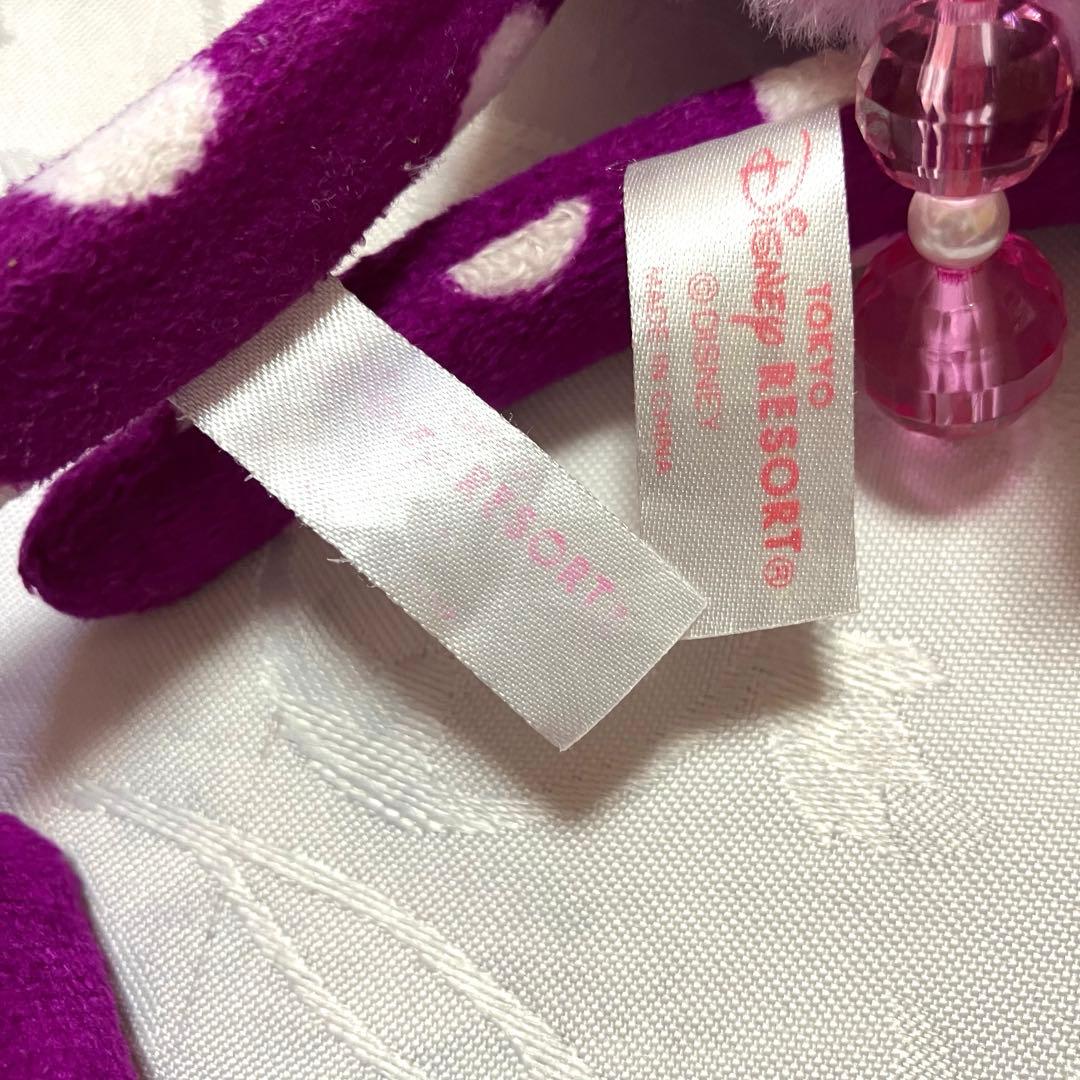 TOKYO
Disney RESORT®
©DISNEY
MADE IN CHINA
RESORT®